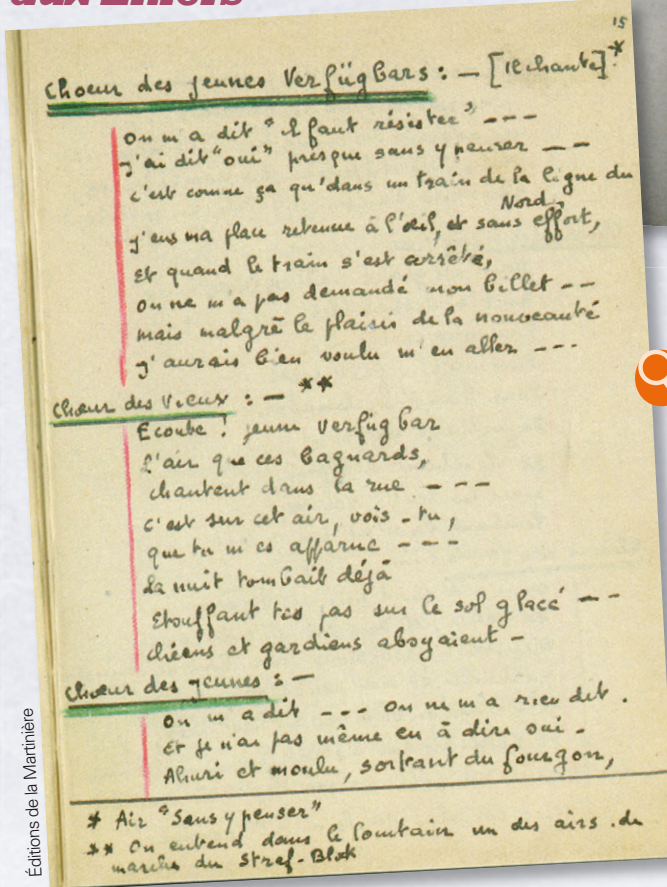 aux Enfers
15
Chœur des jeunes Verfügbars : — [il chante] *
On m'a dit "il faut résister" ---
j'ai dit "oui" presque sans y penser --
c'est comme ça qu'dans un train de la ligne du
Nord,
j'eus ma place retenue à l'œil, et sans effort,
Et quand le train s'est arrêté,
on ne m'a pas demandé mon billet --
mais malgré le plaisir de la nouveauté
j'aurais bien voulu m'en aller ---
Chœur des vieux : — **
Ecoute ! jeune Verfügbar
L'air que ces bagnards,
chantent dans la rue - - -
c'est sur cet air, vois-tu,
que tu m'es apparue - - -
La nuit tombait déjà
Etouffant tes pas sur le sol glacé --
chiens et gardiens aboyaient -
Chœur des jeunes : —
On m'a dit --- On ne m'a rien dit.
Et je n'ai pas même eu à dire oui -
Ahuri et moulu, sortant du fourgon,
* Air "Sans y penser"
** On entend dans le lointain un des airs de
marche du Stref-Block
Éditions de la Martinière